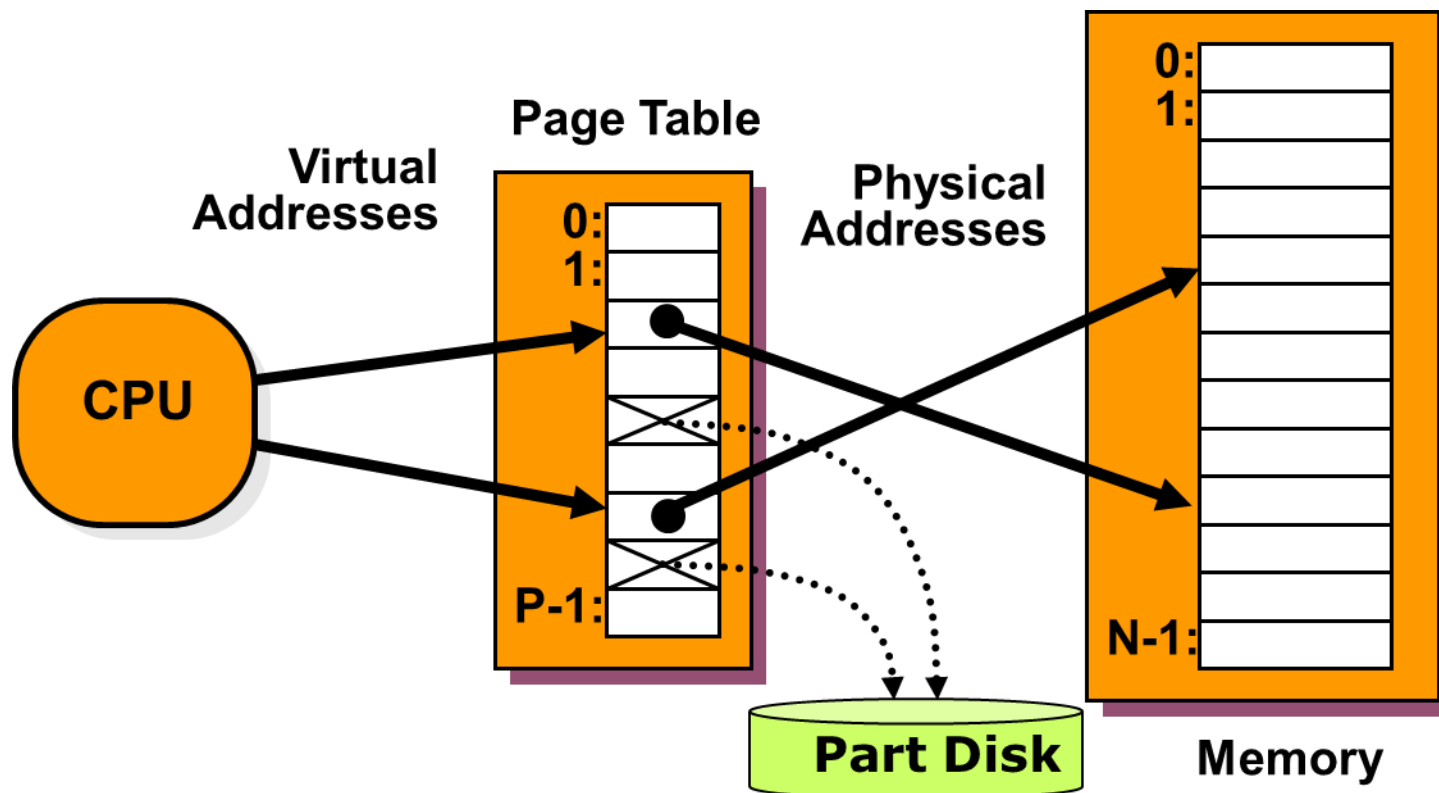 Page Table
Virtual
Addresses
Physical
Addresses
CPU
0:
1:
P-1:
0:
1:
N-1:
Part Disk
Memory